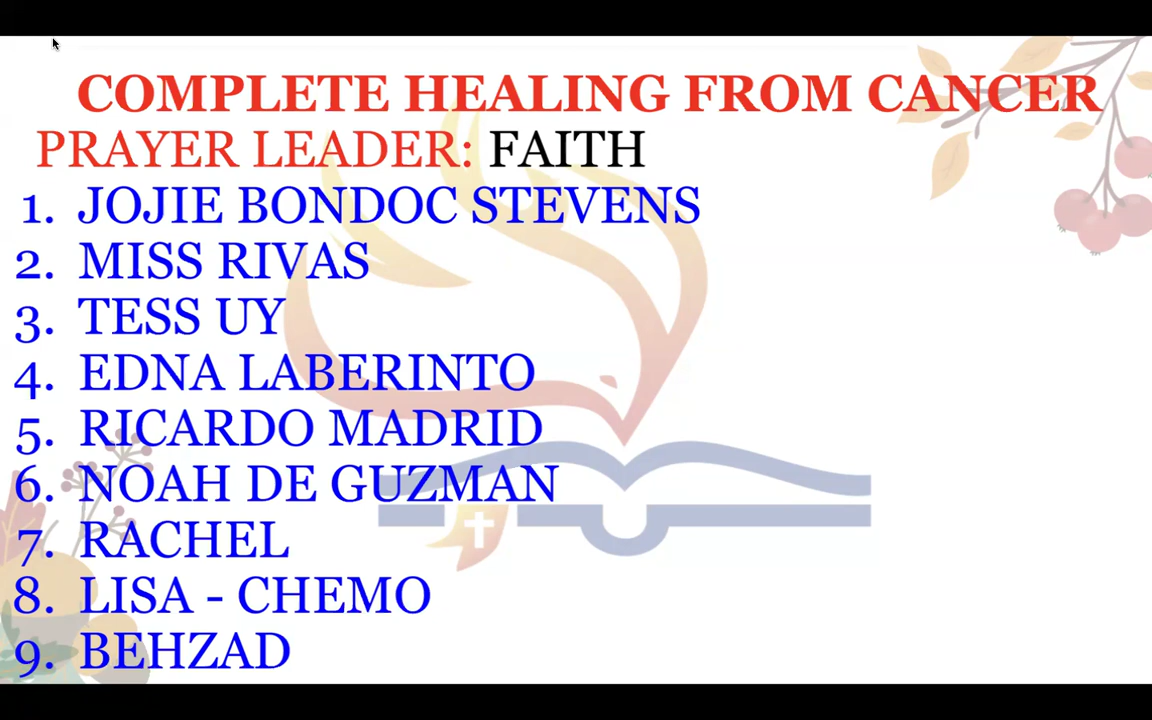 COMPLETE HEALING FROM CANCER
PRAYER LEADER: FAITH
1. JOJIE BONDOC STEVENS
2. MISS RIVAS
3. TESS UY
4. EDNA LABERINTO
5. RICARDO MADRID
6. NOAH DE GUZMAN
7. RACHEL
8. LISA - CHEMO
9. BEHZAD